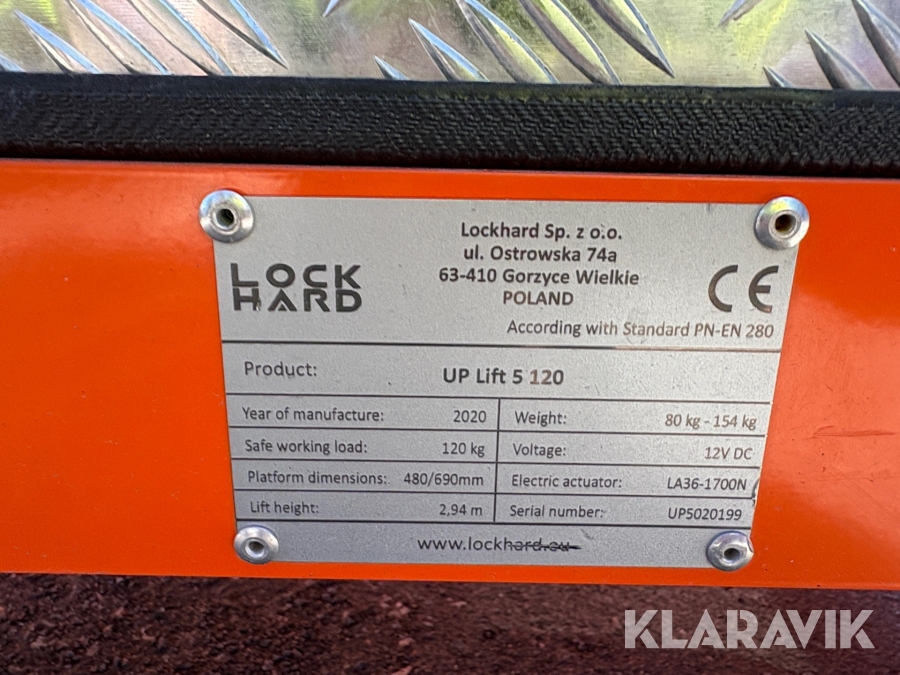 LOCK
HARD
Lockhard Sp. z o.o.
ul. Ostrowska 74a
63-410 Gorzyce Wielkie
POLAND
CE
According with Standard PN-EN 280
Product: UP Lift 5 120
Year of manufacture: 2020 Weight: 80 kg - 154 kg
Safe working load: 120 kg Voltage: 12V DC
Platform dimensions: 480/690mm Electric actuator: LA36-1700N
Lift height: 2,94 m Serial number: UP5020199
www.lockhard.eu
KLARAVIK